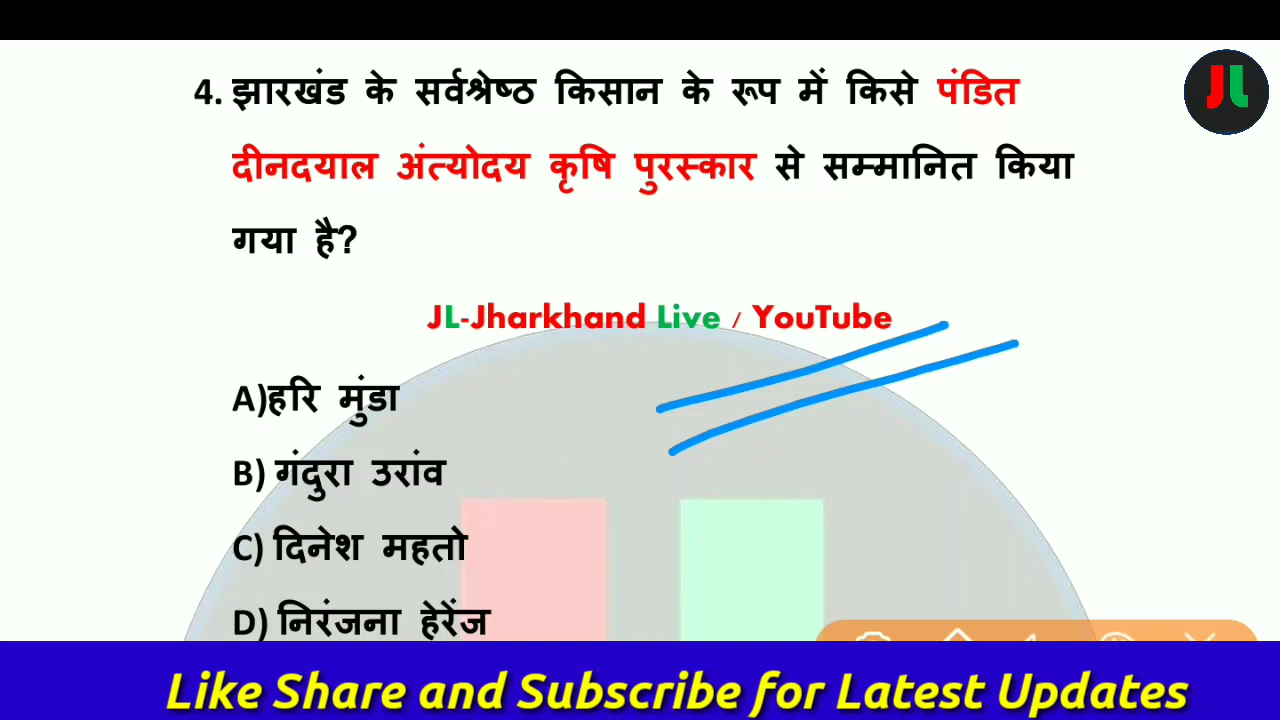 JL
4. झारखंड के सर्वश्रेष्ठ किसान के रूप में किसे पंडित
दीनदयाल अंत्योदय कृषि पुरस्कार से सम्मानित किया
गया है?
JL-Jharkhand Live / YouTube
A)हरि मुंडा
B) गंदुरा उरांव
C) दिनेश महतो
D) निरंजना हेरेंज
Like Share and Subscribe for Latest Updates